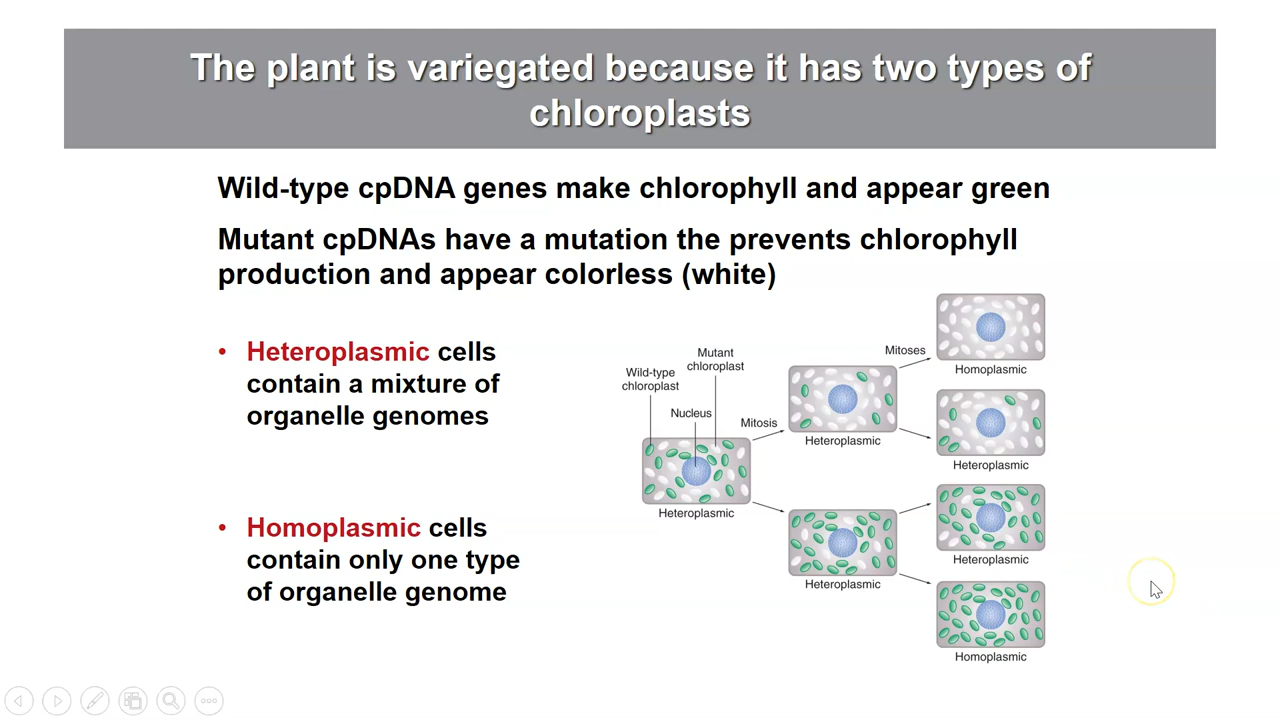 The plant is variegated because it has two types of
chloroplasts
Wild-type cpDNA genes make chlorophyll and appear green
Mutant cpDNAs have a mutation the prevents chlorophyll
production and appear colorless (white)
• Heteroplasmic cells
contain a mixture of
organelle genomes
• Homoplasmic cells
contain only one type
of organelle genome
Wild-type
chloroplast
Mutant
chloroplast
Nucleus
Mitosis
Heteroplasmic
Heteroplasmic
Heteroplasmic
Mitoses
Homoplasmic
Heteroplasmic
Heteroplasmic
Homoplasmic